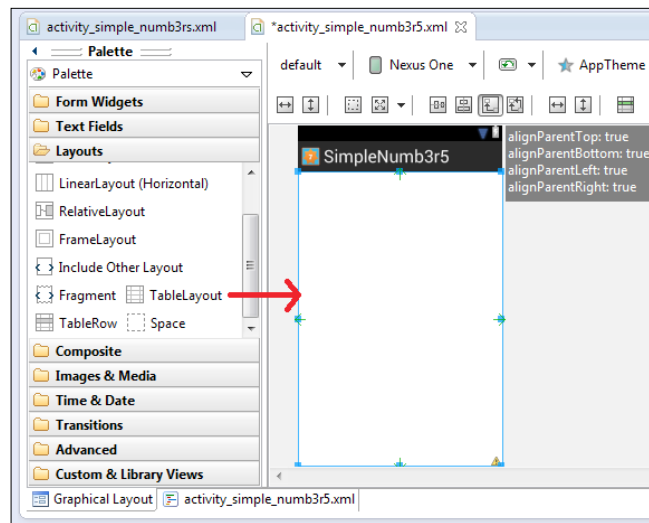 activity_simple_numb3rs.xml
*activity_simple_numb3r5.xml
Palette
Palette
Form Widgets
Text Fields
Layouts
LinearLayout (Horizontal)
RelativeLayout
FrameLayout
Include Other Layout
Fragment TableLayout
TableRow Space
Composite
Images & Media
Time & Date
Transitions
Advanced
Custom & Library Views
Graphical Layout activity_simple_numb3r5.xml
default Nexus One AppTheme
SimpleNumb3r5
alignParentTop: true
alignParentBottom: true
alignParentLeft: true
alignParentRight: true